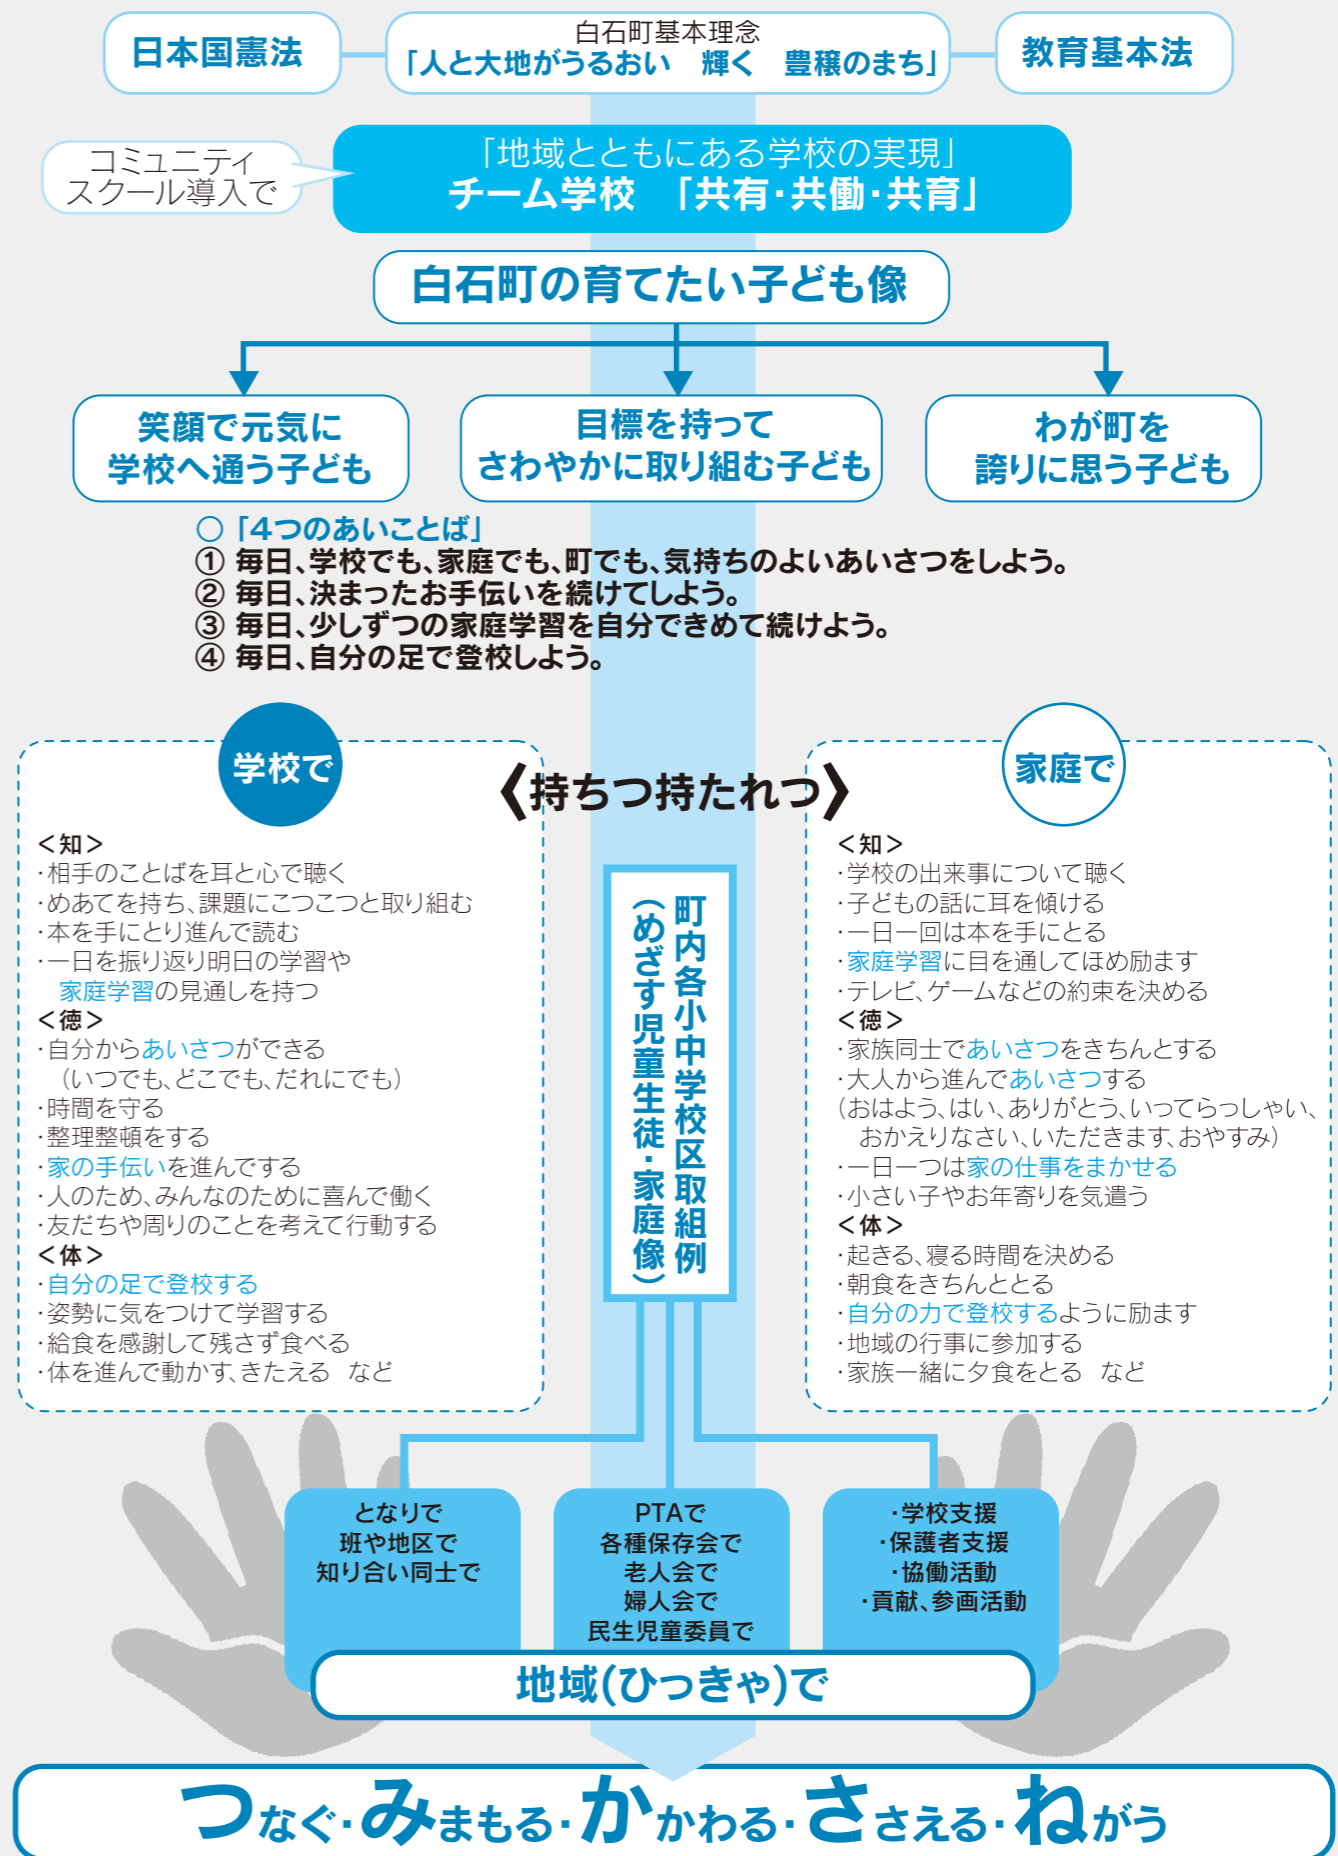 日本国憲法
白石町基本理念
「人と大地がうるおい　輝く　豊穣のまち」
教育基本法
コミュニティ
スクール導入で
「地域とともにある学校の実現」
チーム学校　「共有・共働・共育」
白石町の育てたい子ども像
笑顔で元気に
学校へ通う子ども
目標を持って
さわやかに取り組む子ども
わが町を
誇りに思う子ども
○「4つのあいことば」
① 毎日、学校でも、家庭でも、町でも、気持ちのよいあいさつをしよう。
② 毎日、決まったお手伝いを続けてしよう。
③ 毎日、少しずつの家庭学習を自分できめて続けよう。
④ 毎日、自分の足で登校しよう。
学校で
＜知＞
・相手のことばを耳と心で聴く
・めあてを持ち、課題にこつこつと取り組む
・本を手にとり進んで読む
・一日を振り返り明日の学習や
家庭学習の見通しを持つ
＜徳＞
・自分からあいさつができる
（いつでも、どこでも、だれにでも）
・時間を守る
・整理整頓をする
・家の手伝いを進んでする
・人のため、みんなのために喜んで働く
・友だちや周りのことを考えて行動する
＜体＞
・自分の足で登校する
・姿勢に気をつけて学習する
・給食を感謝して残さず食べる
・体を進んで動かす、きたえる　など
《持ちつ持たれつ》
町内各小中学校区取組例
（めざす児童生徒・家庭像）
家庭で
＜知＞
・学校の出来事について聴く
・子どもの話に耳を傾ける
・一日一回は本を手にとる
・家庭学習に目を通してほめ励ます
・テレビ、ゲームなどの約束を決める
＜徳＞
・家族同士であいさつをきちんとする
・大人から進んであいさつする
（おはよう、はい、ありがとう、いってらっしゃい、
おかえりなさい、いただきます、おやすみ）
・一日一つは家の仕事をまかせる
・小さい子やお年寄りを気遣う
＜体＞
・起きる、寝る時間を決める
・朝食をきちんととる
・自分の力で登校するように励ます
・地域の行事に参加する
・家族一緒に夕食をとる　など
となりで
班や地区で
知り合い同士で
PTAで
各種保存会で
老人会で
婦人会で
民生児童委員で
・学校支援
・保護者支援
・協働活動
・貢献、参画活動
地域(ひっきゃ)で
つなぐ・みまもる・かかわる・ささえる・ねがう